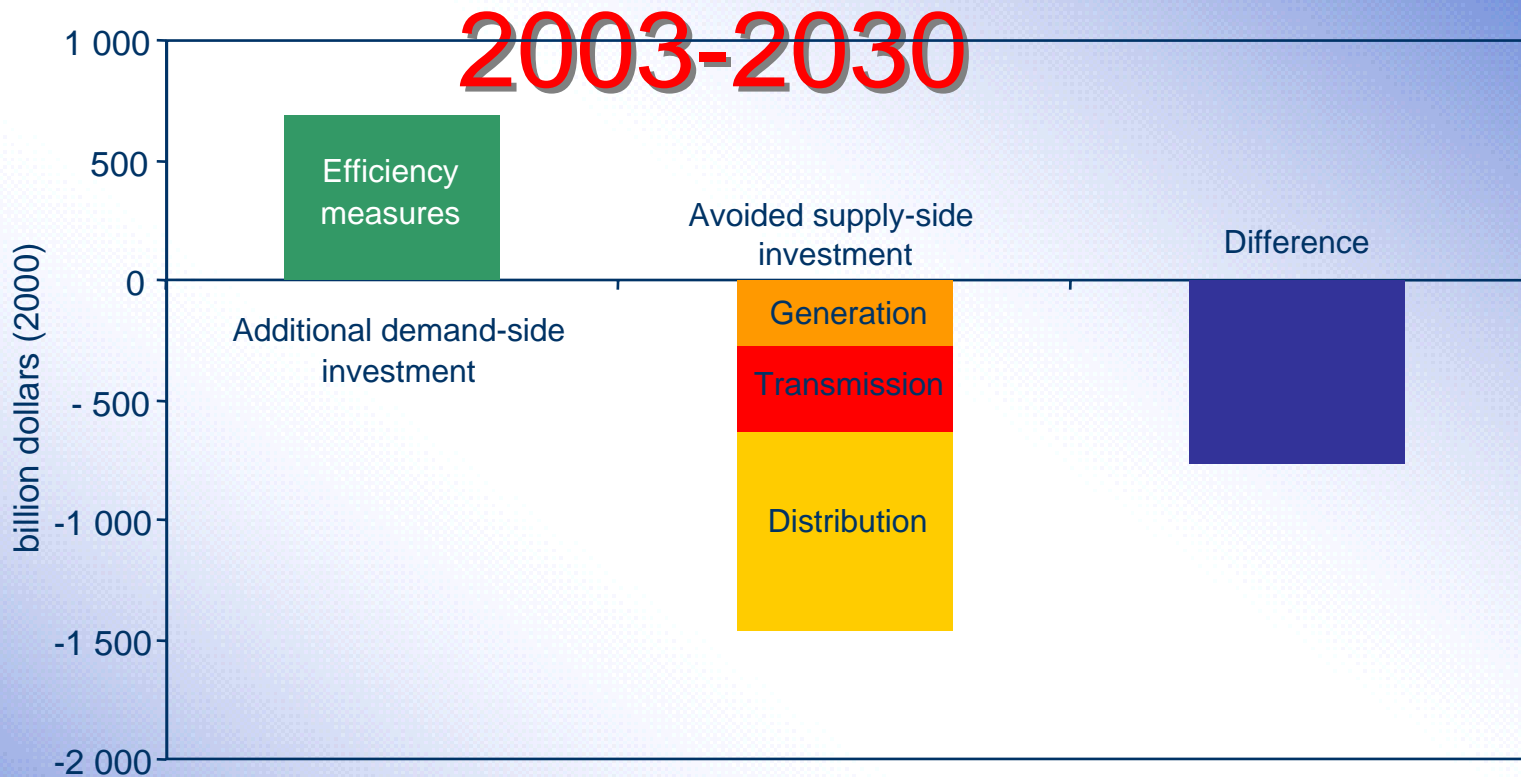 2003-2030
1 000
500
0
- 500
-1 000
-1 500
-2 000
billion dollars (2000)
Efficiency
measures
Additional demand-side
investment
Avoided supply-side
investment
Generation
Transmission
Distribution
Difference